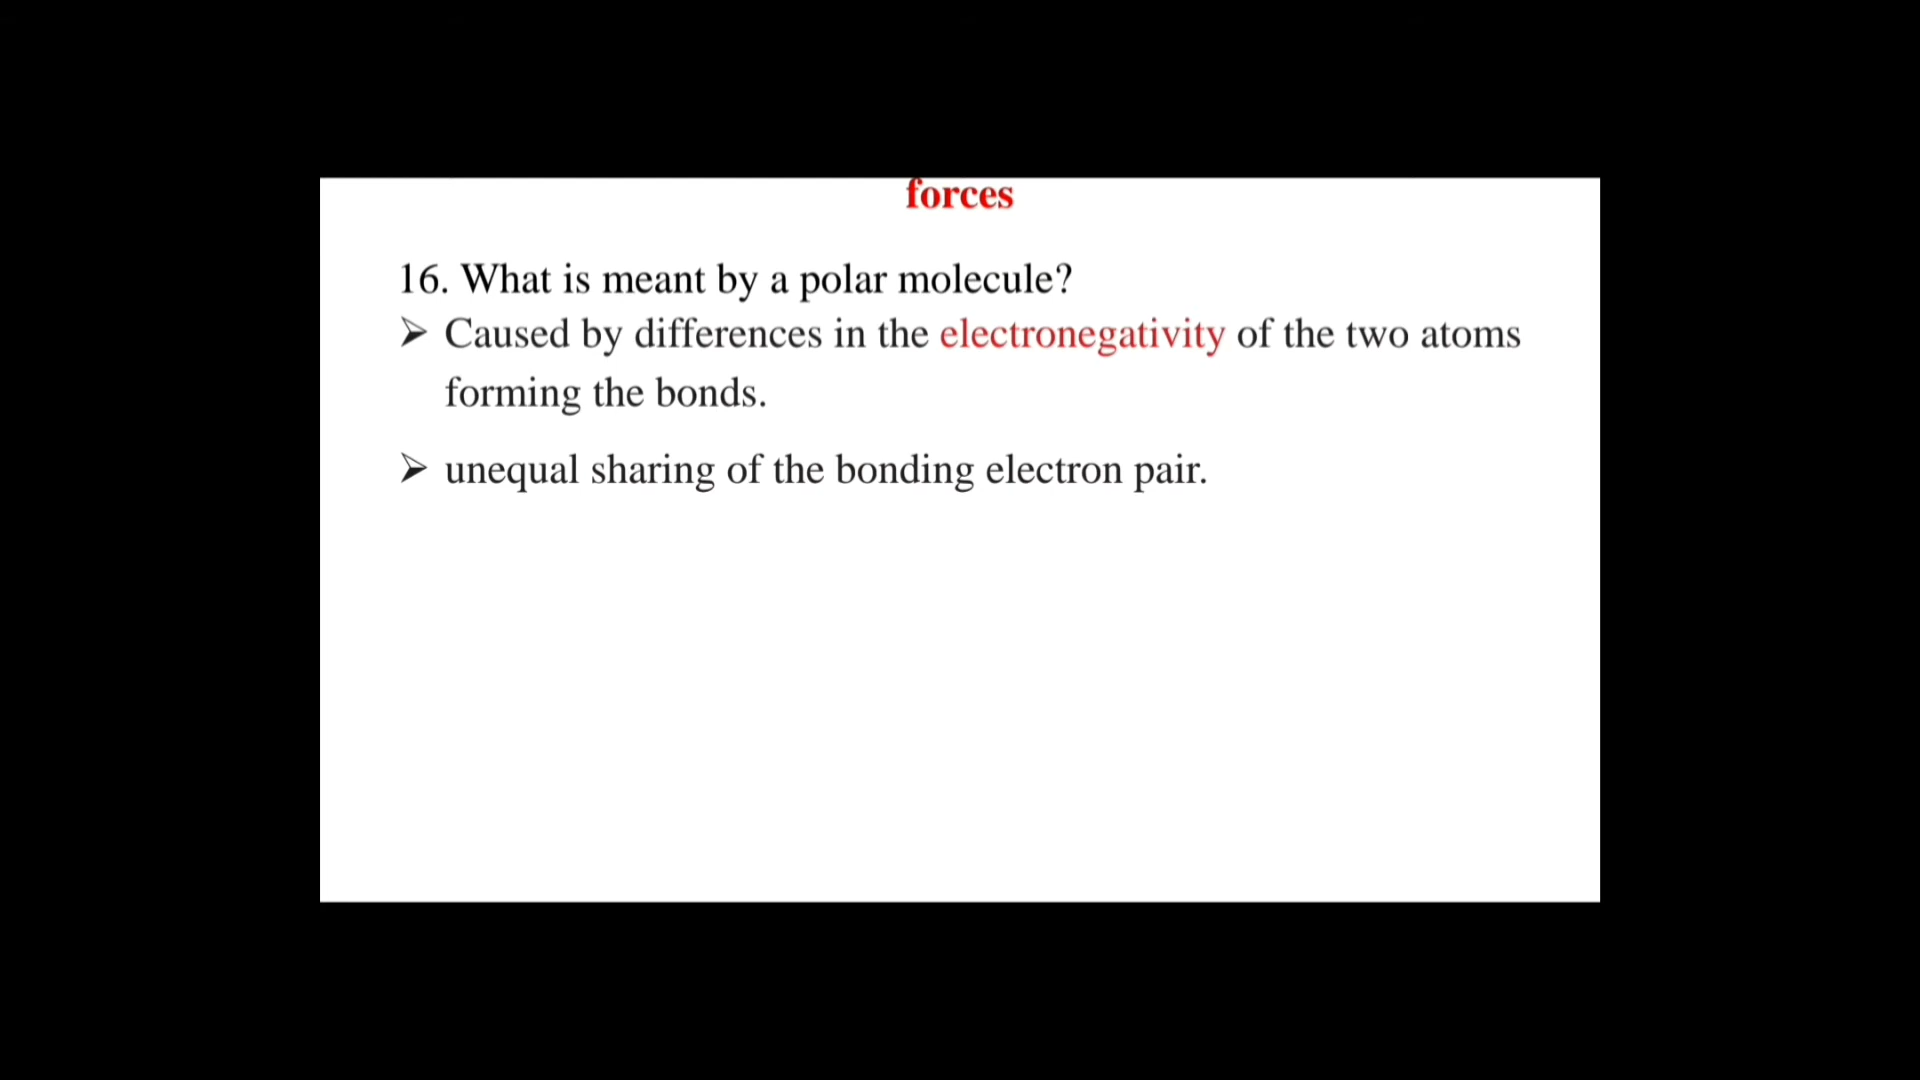 forces
16. What is meant by a polar molecule?
➢ Caused by differences in the electronegativity of the two atoms
forming the bonds.
➢ unequal sharing of the bonding electron pair.